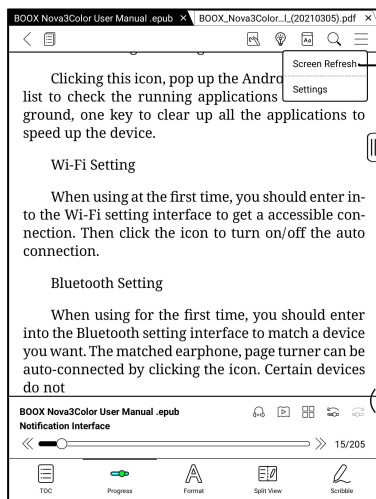 BOOX Nova3Color User Manual .epub ×
BOOX_Nova3Color...l_(20210305).pdf ×
Aa
Screen Refresh
Settings
Clicking this icon, pop up the Andro
list to check the running applications
ground, one key to clear up all the applications to
speed up the device.
Wi-Fi Setting
When using at the first time, you should enter in-
to the Wi-Fi setting interface to get a accessible con-
nection. Then click the icon to turn on/off the auto
connection.
Bluetooth Setting
When using for the first time, you should enter
into the Bluetooth setting interface to match a device
you want. The matched earphone, page turner can be
auto-connected by clicking the icon. Certain devices
do not
BOOX Nova3Color User Manual .epub
Notification Interface
15/205
TOC
Progress
Format
Split View
Scribble